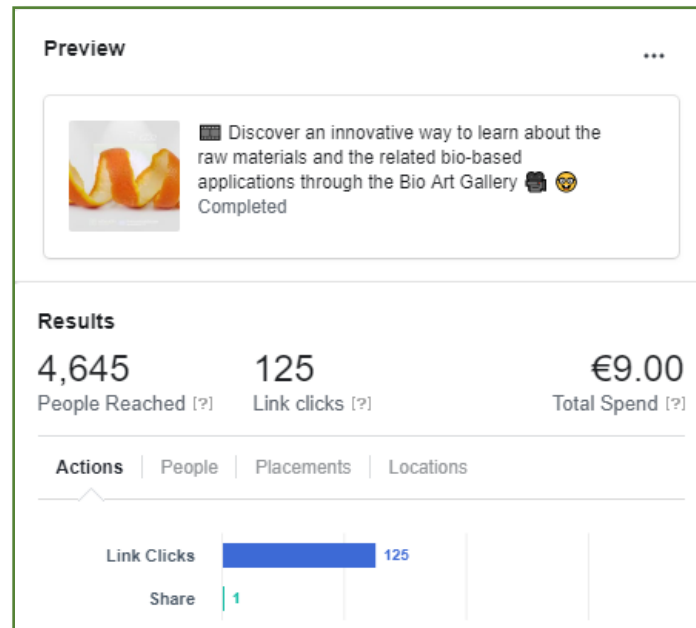 Preview
🎞 Discover an innovative way to learn about the
raw materials and the related bio-based
applications through the Bio Art Gallery 🎥 🤓
Completed
Results
4,645 125 €9.00
People Reached [?] Link clicks [?] Total Spend [?]
Actions People Placements Locations
Link Clicks 125
Share 1